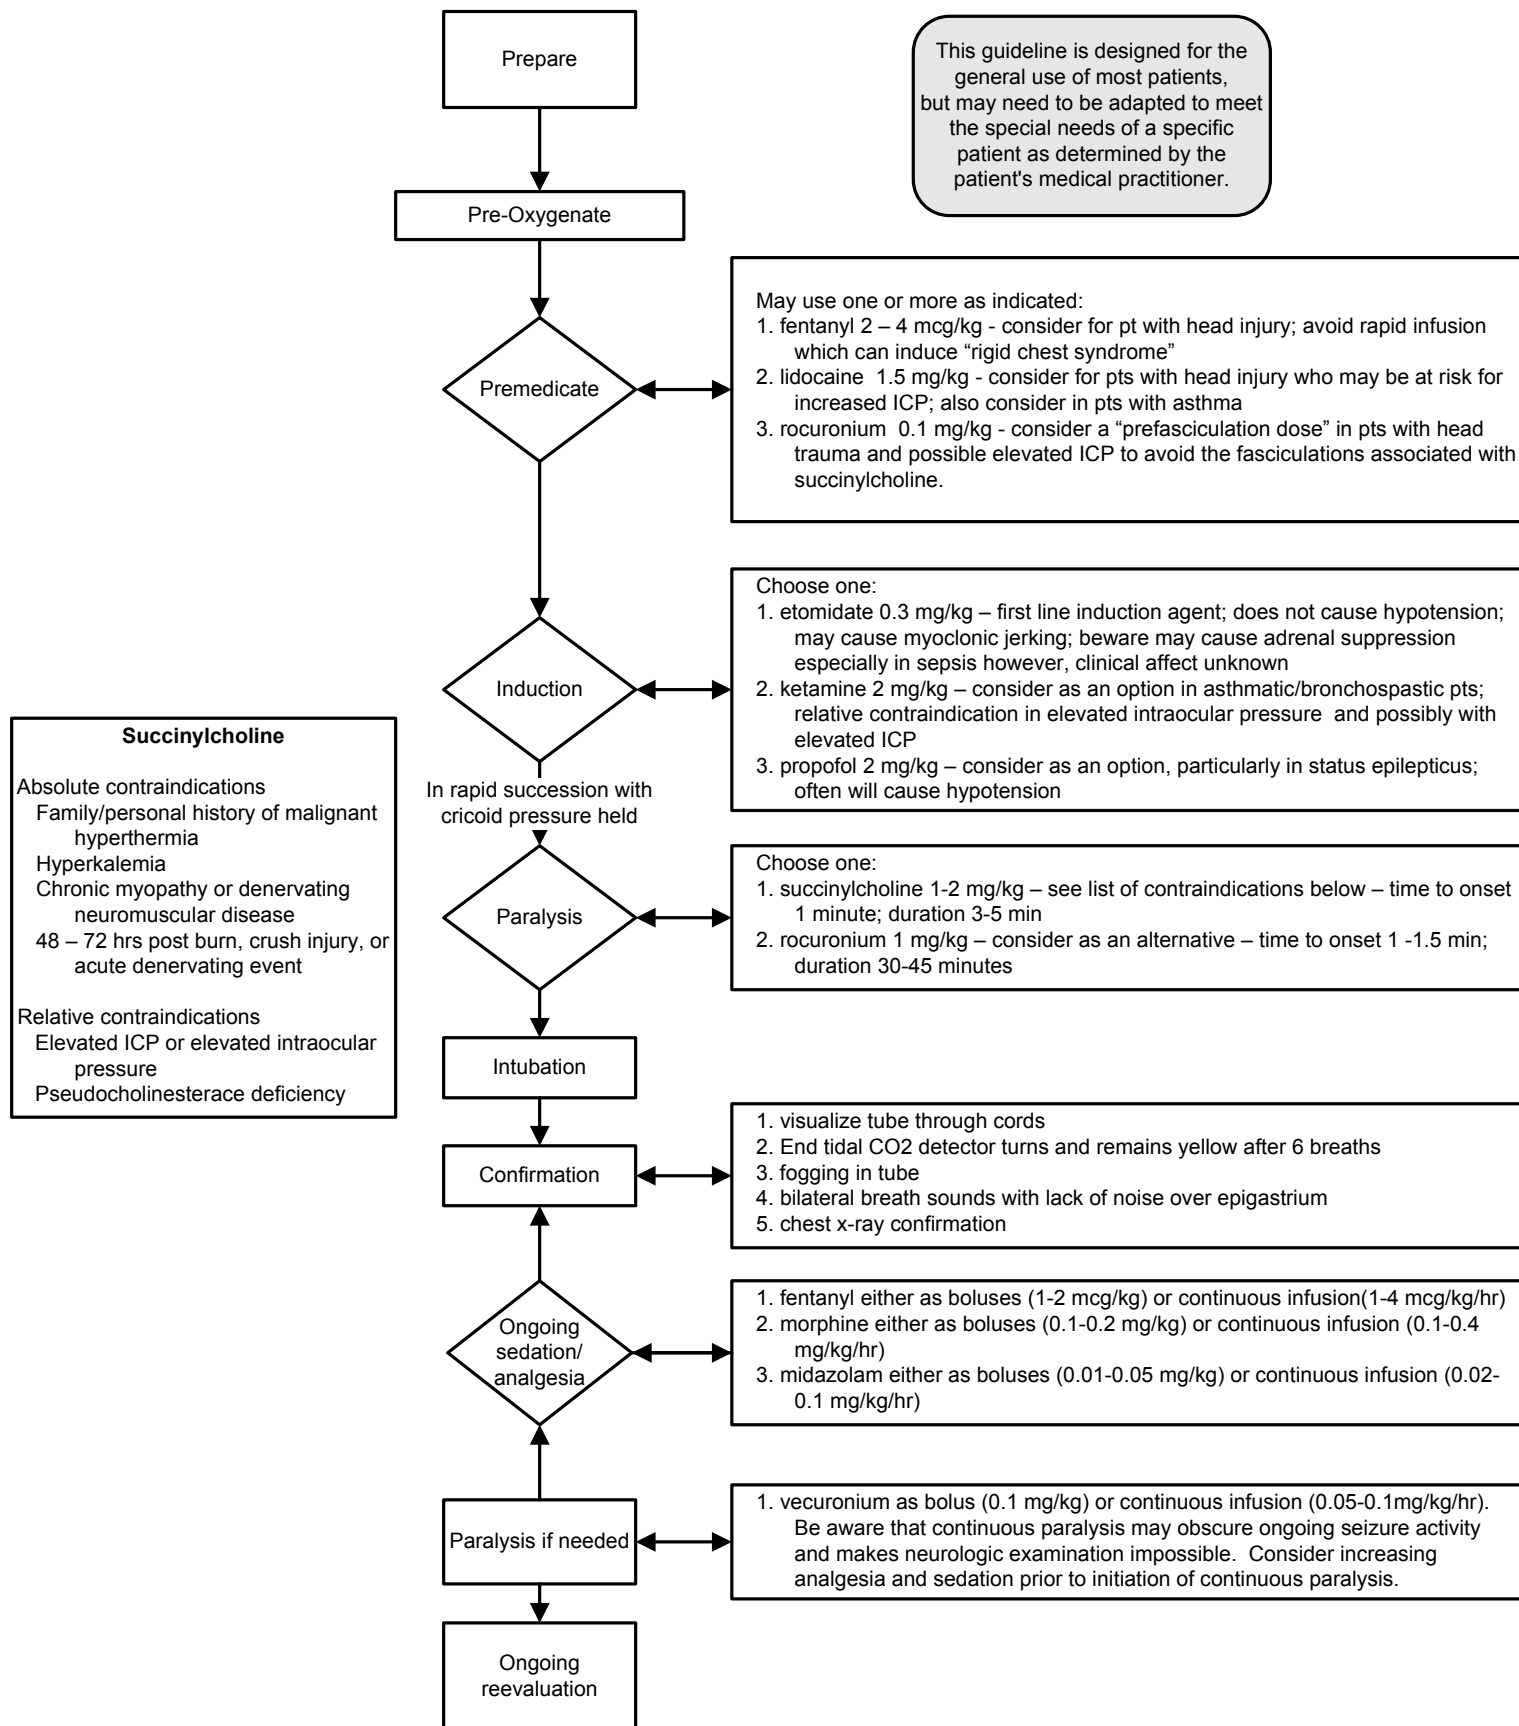 Prepare
This guideline is designed for the
general use of most patients,
but may need to be adapted to meet
the special needs of a specific
patient as determined by the
patient's medical practitioner.
Pre-Oxygenate
Premedicate
May use one or more as indicated:
1. fentanyl 2 – 4 mcg/kg - consider for pt with head injury; avoid rapid infusion
which can induce “rigid chest syndrome”
2. lidocaine  1.5 mg/kg - consider for pts with head injury who may be at risk for
increased ICP; also consider in pts with asthma
3. rocuronium  0.1 mg/kg - consider a “prefasciculation dose” in pts with head
trauma and possible elevated ICP to avoid the fasciculations associated with
succinylcholine.
Induction
Choose one:
1. etomidate 0.3 mg/kg – first line induction agent; does not cause hypotension;
may cause myoclonic jerking; beware may cause adrenal suppression
especially in sepsis however, clinical affect unknown
2. ketamine 2 mg/kg – consider as an option in asthmatic/bronchospastic pts;
relative contraindication in elevated intraocular pressure  and possibly with
elevated ICP
3. propofol 2 mg/kg – consider as an option, particularly in status epilepticus;
often will cause hypotension
Succinylcholine
Absolute contraindications
Family/personal history of malignant
hyperthermia
Hyperkalemia
Chronic myopathy or denervating
neuromuscular disease
48 – 72 hrs post burn, crush injury, or
acute denervating event
Relative contraindications
Elevated ICP or elevated intraocular
pressure
Pseudocholinesterace deficiency
In rapid succession with
cricoid pressure held
Paralysis
Choose one:
1. succinylcholine 1-2 mg/kg – see list of contraindications below – time to onset
1 minute; duration 3-5 min
2. rocuronium 1 mg/kg – consider as an alternative – time to onset 1 -1.5 min;
duration 30-45 minutes
Intubation
Confirmation
1. visualize tube through cords
2. End tidal CO2 detector turns and remains yellow after 6 breaths
3. fogging in tube
4. bilateral breath sounds with lack of noise over epigastrium
5. chest x-ray confirmation
Ongoing
sedation/
analgesia
1. fentanyl either as boluses (1-2 mcg/kg) or continuous infusion(1-4 mcg/kg/hr)
2. morphine either as boluses (0.1-0.2 mg/kg) or continuous infusion (0.1-0.4
mg/kg/hr)
3. midazolam either as boluses (0.01-0.05 mg/kg) or continuous infusion (0.02-
0.1 mg/kg/hr)
Paralysis if needed
1. vecuronium as bolus (0.1 mg/kg) or continuous infusion (0.05-0.1mg/kg/hr).
Be aware that continuous paralysis may obscure ongoing seizure activity
and makes neurologic examination impossible.  Consider increasing
analgesia and sedation prior to initiation of continuous paralysis.
Ongoing
reevaluation